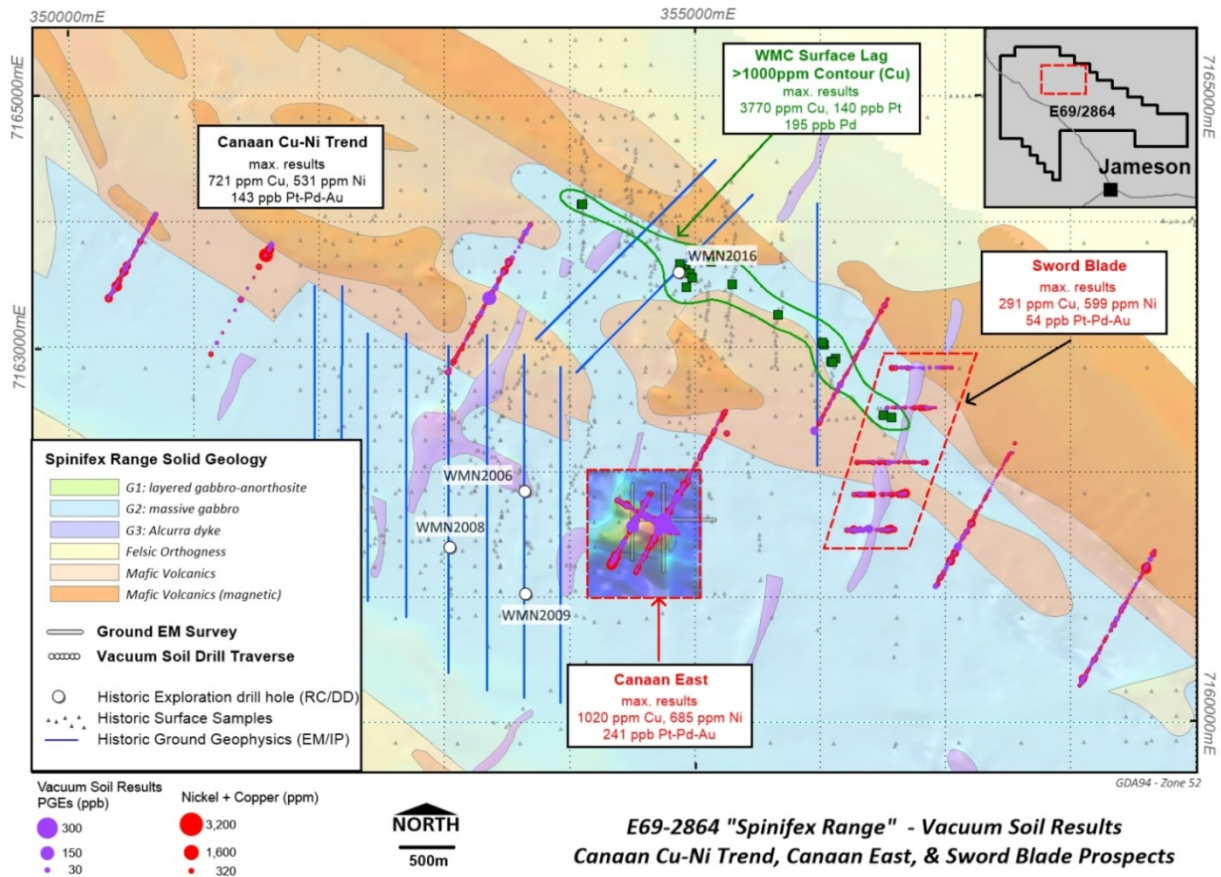 350000mE
355000mE
7165000mE
7165000mE
7163000mE
7160000mE
WMC Surface Lag
>1000ppm Contour (Cu)
max. results
3770 ppm Cu, 140 ppb Pt
195 ppb Pd
E69/2864
Jameson
Canaan Cu-Ni Trend
max. results
721 ppm Cu, 531 ppm Ni
143 ppb Pt-Pd-Au
WMN2016
Sword Blade
max. results
291 ppm Cu, 599 ppm Ni
54 ppb Pt-Pd-Au
WMN2006
WMN2008
WMN2009
Canaan East
max. results
1020 ppm Cu, 685 ppm Ni
241 ppb Pt-Pd-Au
Spinifex Range Solid Geology
G1: layered gabbro-anorthosite
G2: massive gabbro
G3: Alcurra dyke
Felsic Orthogness
Mafic Volcanics
Mafic Volcanics (magnetic)
Ground EM Survey
Vacuum Soil Drill Traverse
Historic Exploration drill hole (RC/DD)
Historic Surface Samples
Historic Ground Geophysics (EM/IP)
GDA94 - Zone 52
Vacuum Soil Results
PGEs (ppb)
300
150
30
Nickel + Copper (ppm)
3,200
1,600
320
NORTH
500m
E69-2864 "Spinifex Range" - Vacuum Soil Results
Canaan Cu-Ni Trend, Canaan East, & Sword Blade Prospects